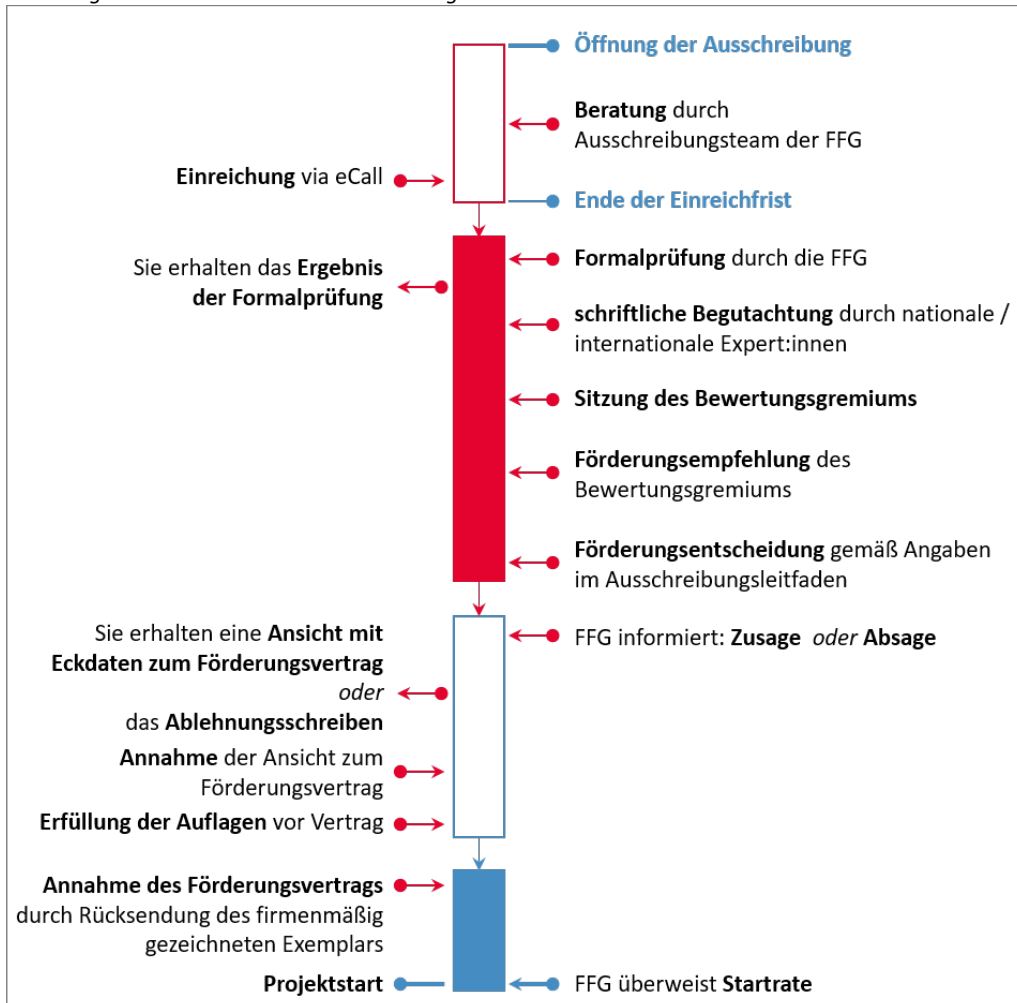 Öffnung der Ausschreibung
Beratung durch
Ausschreibungsteam der FFG
Einreichung via eCall
Ende der Einreichfrist
Formalprüfung durch die FFG
Sie erhalten das Ergebnis
der Formalprüfung
schriftliche Begutachtung durch nationale /
internationale Expert:innen
Sitzung des Bewertungsgremiums
Förderungsempfehlung des
Bewertungsgremiums
Förderungsentscheidung gemäß Angaben
im Ausschreibungsleitfaden
FFG informiert: Zusage oder Absage
Sie erhalten eine Ansicht mit
Eckdaten zum Förderungsvertrag
oder
das Ablehnungsschreiben
Annahme der Ansicht zum
Förderungsvertrag
Erfüllung der Auflagen vor Vertrag
Annahme des Förderungsvertrags
durch Rücksendung des firmenmäßig
gezeichneten Exemplars
Projektstart
FFG überweist Startrate